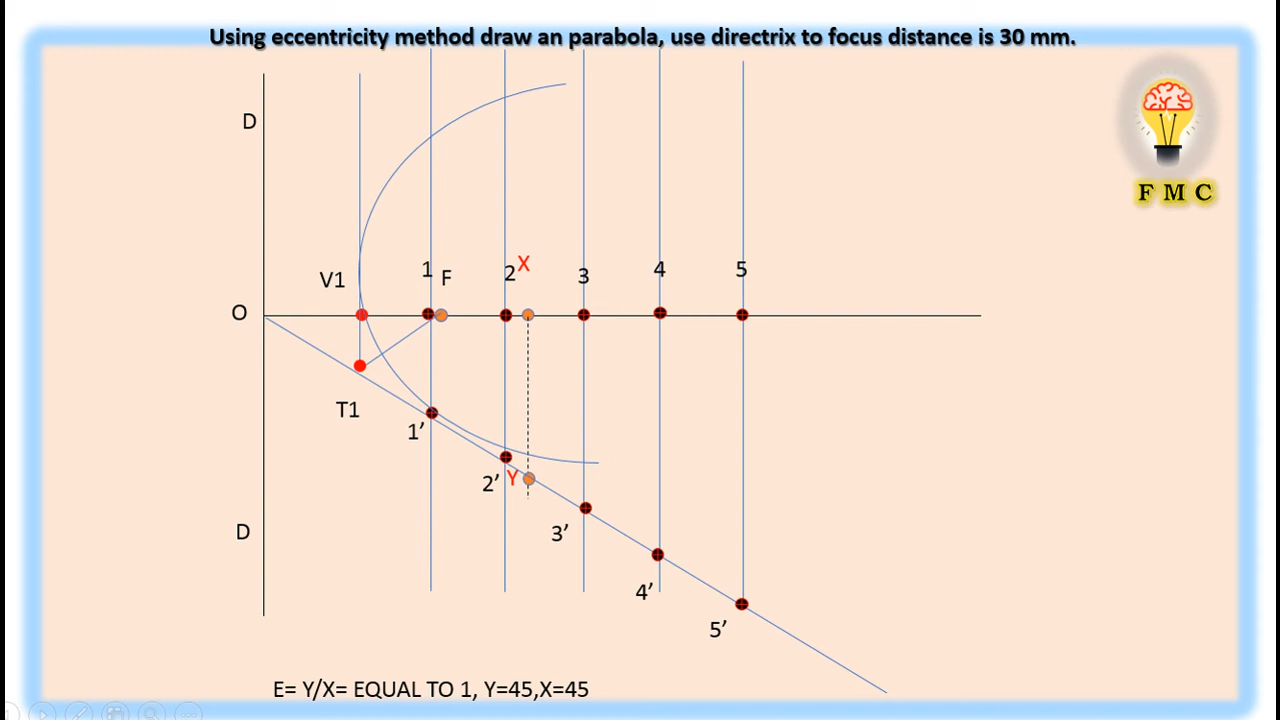 Using eccentricity method draw an parabola, use directrix to focus distance is 30 mm.
D
F M C
V1
1
F
2
X
3
4
5
O
T1
1’
2’
Y
3’
D
4’
5’
E= Y/X= EQUAL TO 1, Y=45,X=45